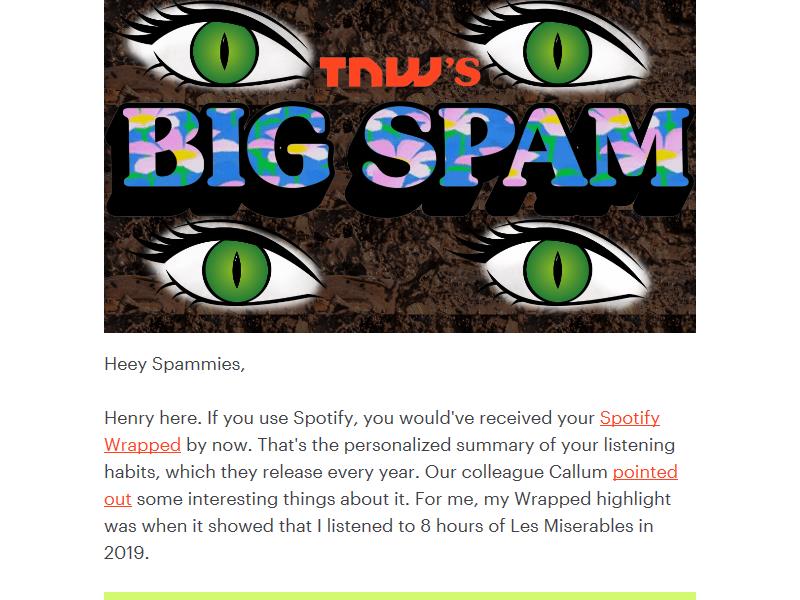 TNW'S
BIG SPAM
Heey Spammies,
Henry here. If you use Spotify, you would've received your Spotify
Wrapped by now. That's the personalized summary of your listening
habits, which they release every year. Our colleague Callum pointed
out some interesting things about it. For me, my Wrapped highlight
was when it showed that I listened to 8 hours of Les Miserables in
2019.